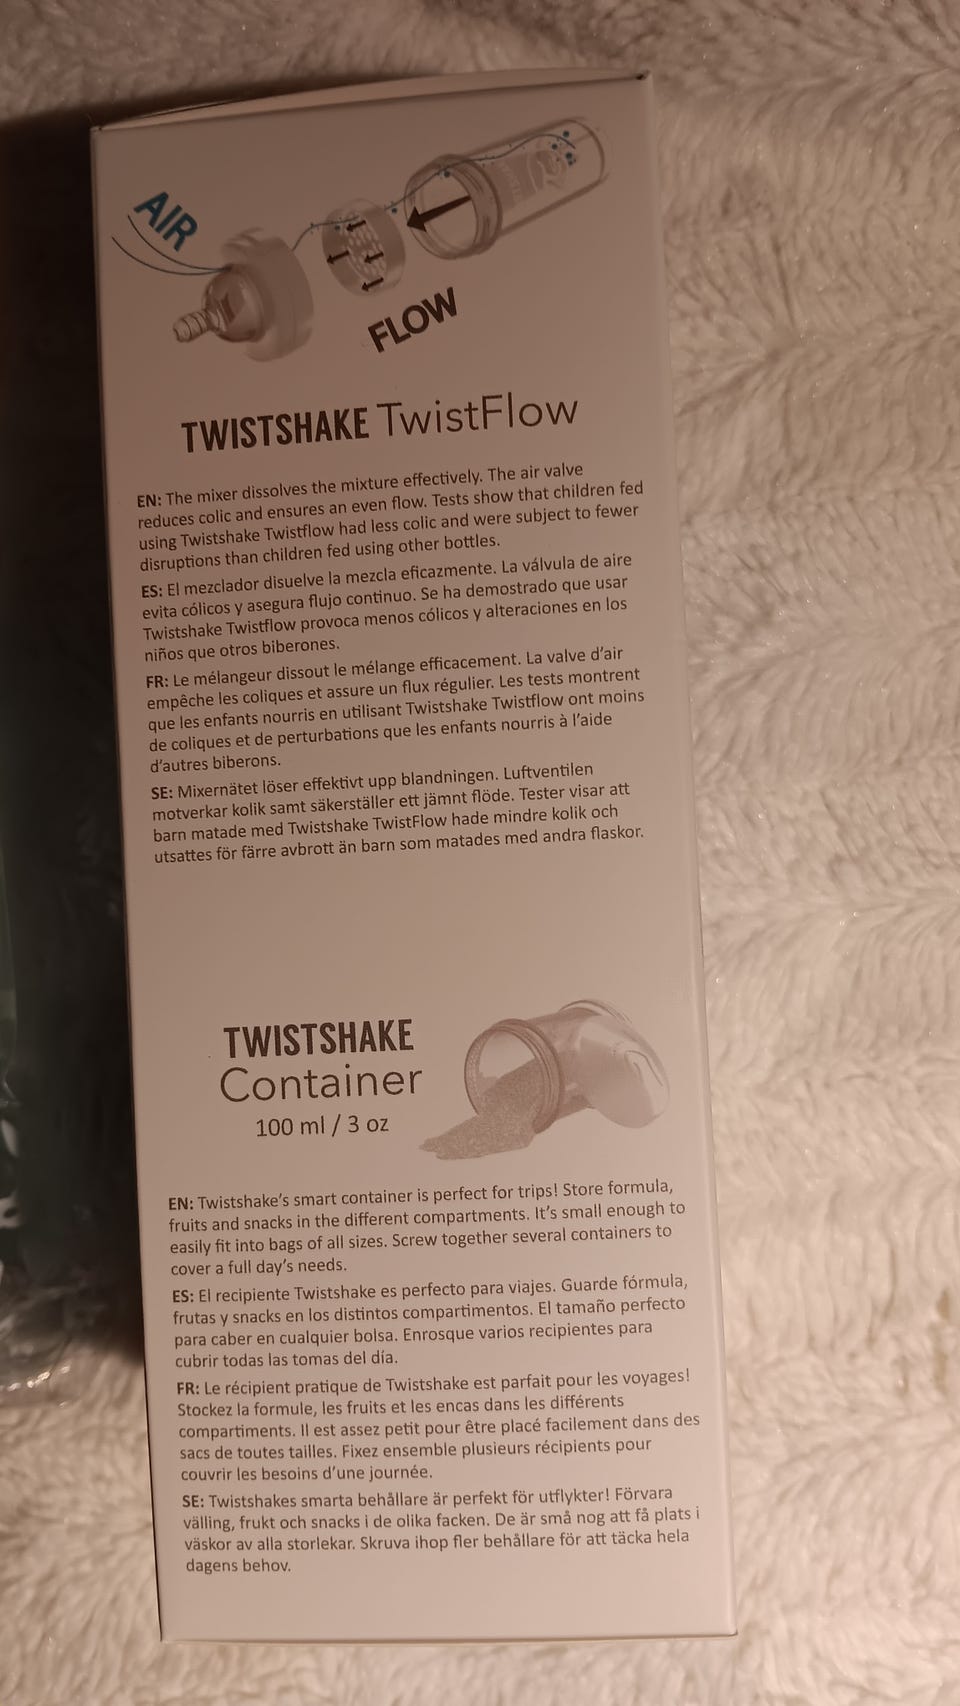 AIR
FLOW
TWISTSHAKE TwistFlow
EN: The mixer dissolves the mixture effectively. The air valve
reduces colic and ensures an even flow. Tests show that children fed
using Twistshake Twistflow had less colic and were subject to fewer
disruptions than children fed using other bottles.
ES: El mezclador disuelve la mezcla eficazmente. La válvula de aire
evita cólicos y asegura flujo continuo. Se ha demostrado que usar
Twistshake Twistflow provoca menos cólicos y alteraciones en los
niños que otros biberones.
FR: Le mélangeur dissout le mélange efficacement. La valve d'air
empêche les coliques et assure un flux régulier. Les tests montrent
que les enfants nourris en utilisant Twistshake Twistflow ont moins
de coliques et de perturbations que les enfants nourris à l'aide
d'autres biberons.
SE: Mixernätet löser effektivt upp blandningen. Luftventilen
motverkar kolik samt säkerställer ett jämnt flöde. Tester visar att
barn matade med Twistshake TwistFlow hade mindre kolik och
utsattes för färre avbrott än barn som matades med andra flaskor.
TWISTSHAKE
Container
100 ml / 3 oz
EN: Twistshake's smart container is perfect for trips! Store formula,
fruits and snacks in the different compartments. It's small enough to
easily fit into bags of all sizes. Screw together several containers to
cover a full day's needs.
ES: El recipiente Twistshake es perfecto para viajes. Guarde fórmula,
frutas y snacks en los distintos compartimentos. El tamaño perfecto
para caber en cualquier bolsa. Enrosque varios recipientes para
cubrir todas las tomas del día.
FR: Le récipient pratique de Twistshake est parfait pour les voyages!
Stockez la formule, les fruits et les encas dans les différents
compartiments. Il est assez petit pour être placé facilement dans des
sacs de toutes tailles. Fixez ensemble plusieurs récipients pour
couvrir les besoins d'une journée.
SE: Twistshakes smarta behållare är perfekt för utflykter! Förvara
välling, frukt och snacks i de olika facken. De är små nog att få plats i
väskor av alla storlekar. Skruva ihop fler behållare för att täcka hela
dagens behov.